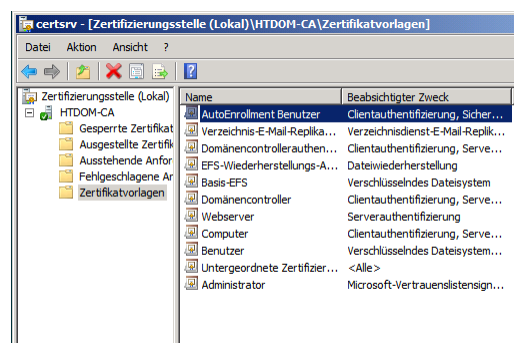 certsrv - [Zertifizierungsstelle (Lokal)\HTDOM-CA\Zertifikatvorlagen]
Datei Aktion Ansicht ?
Zertifizierungsstelle (Lokal)
HTDOM-CA
Gesperrte Zertifikat
Ausgestellte Zertifik
Ausstehende Anfor
Fehlgeschlagene Ar
Zertifikatvorlagen
Name Beabsichtigter Zweck
AutoEnrollment Benutzer Clientauthentifizierung, Sicher...
Verzeichnis-E-Mail-Replika... Verzeichnisdienst-E-Mail-Replik...
Domänencontrollerauthen... Clientauthentifizierung, Serve...
EFS-Wiederherstellungs-A... Dateiwiederherstellung
Basis-EFS Verschlüsselndes Dateisystem
Domänencontroller Clientauthentifizierung, Serve...
Webserver Serverauthentifizierung
Computer Clientauthentifizierung, Serve...
Benutzer Verschlüsselndes Dateisystem...
Untergeordnete Zertifizier... <Alle>
Administrator Microsoft-Vertrauenslistensign...